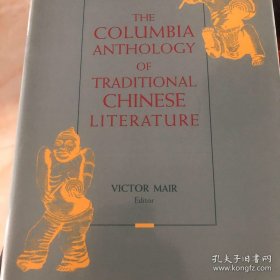 THE
COLUMBIA
ANTHOLOGY
OF
TRADITIONAL
CHINESE
LITERATURE
VICTOR MAIR
Editor
孔夫子旧书网